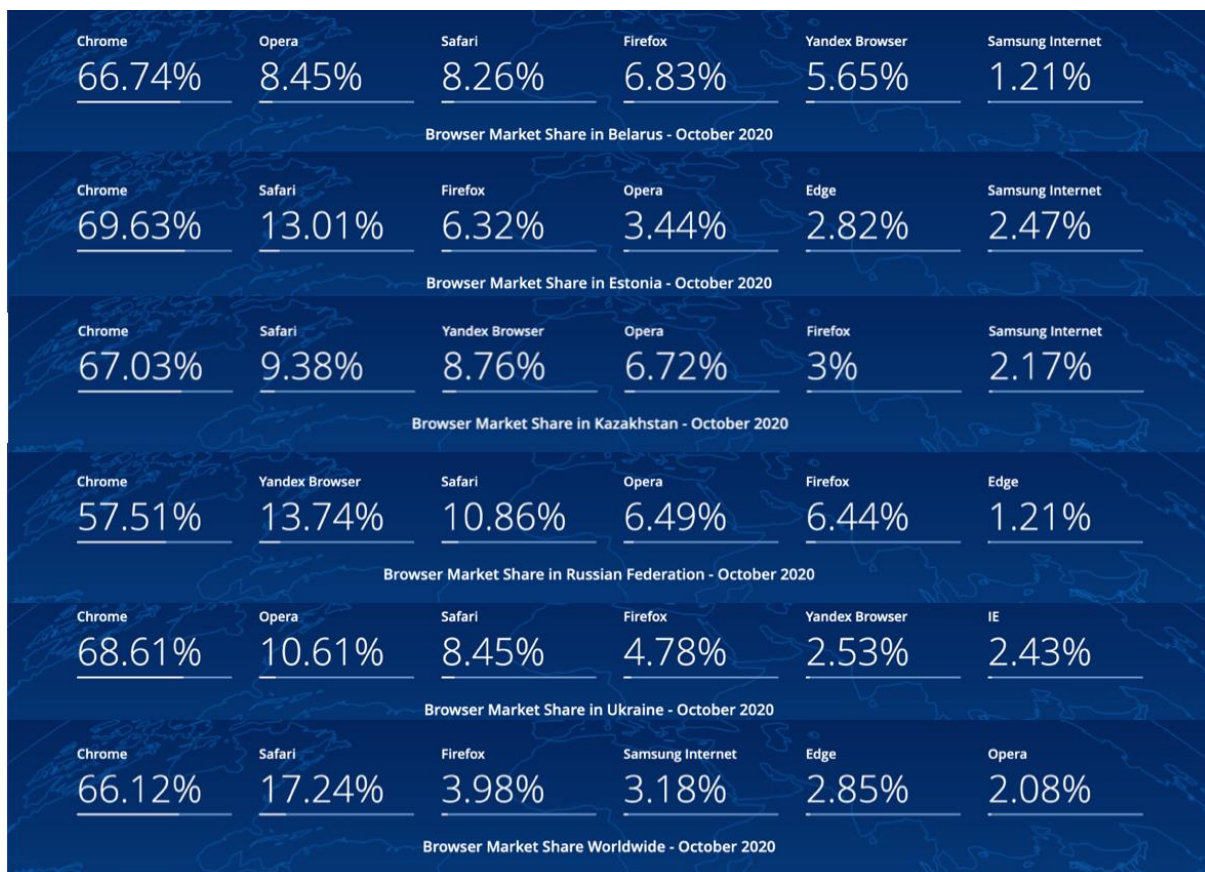 Chrome Opera Safari Firefox Yandex Browser Samsung Internet
66.74% 8.45% 8.26% 6.83% 5.65% 1.21%
Browser Market Share in Belarus - October 2020
Chrome Safari Firefox Opera Edge Samsung Internet
69.63% 13.01% 6.32% 3.44% 2.82% 2.47%
Browser Market Share in Estonia - October 2020
Chrome Safari Yandex Browser Opera Firefox Samsung Internet
67.03% 9.38% 8.76% 6.72% 3% 2.17%
Browser Market Share in Kazakhstan - October 2020
Chrome Yandex Browser Safari Opera Firefox Edge
57.51% 13.74% 10.86% 6.49% 6.44% 1.21%
Browser Market Share in Russian Federation - October 2020
Chrome Opera Safari Firefox Yandex Browser IE
68.61% 10.61% 8.45% 4.78% 2.53% 2.43%
Browser Market Share in Ukraine - October 2020
Chrome Safari Firefox Samsung Internet Edge Opera
66.12% 17.24% 3.98% 3.18% 2.85% 2.08%
Browser Market Share Worldwide - October 2020